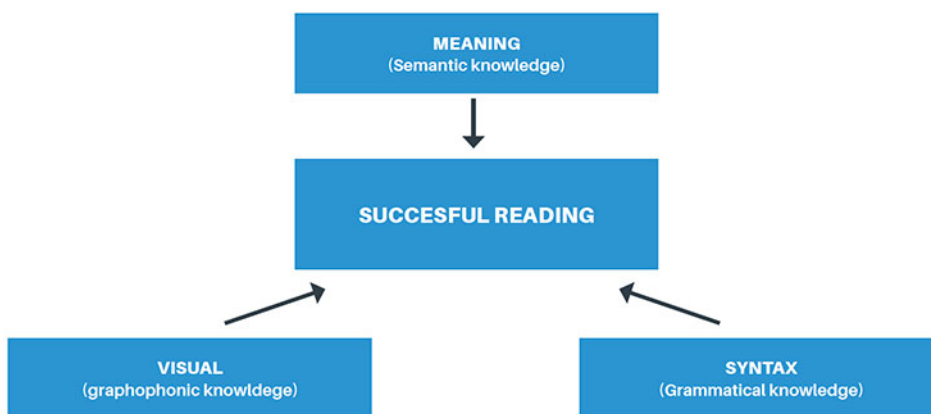 MEANING
(Semantic knowledge)
SUCCESFUL READING
VISUAL
(graphophonic knowldege)
SYNTAX
(Grammatical knowledge)